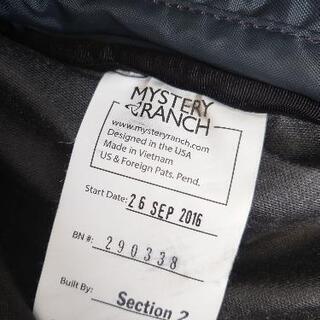 MYSTERY
RANCH
www.mysteryranch.com
Designed in the USA
Made in Vietnam
US & Foreign Pats. Pend.
Start Date: 26 SEP 2016
BN #: 290338
Built By: Section 2